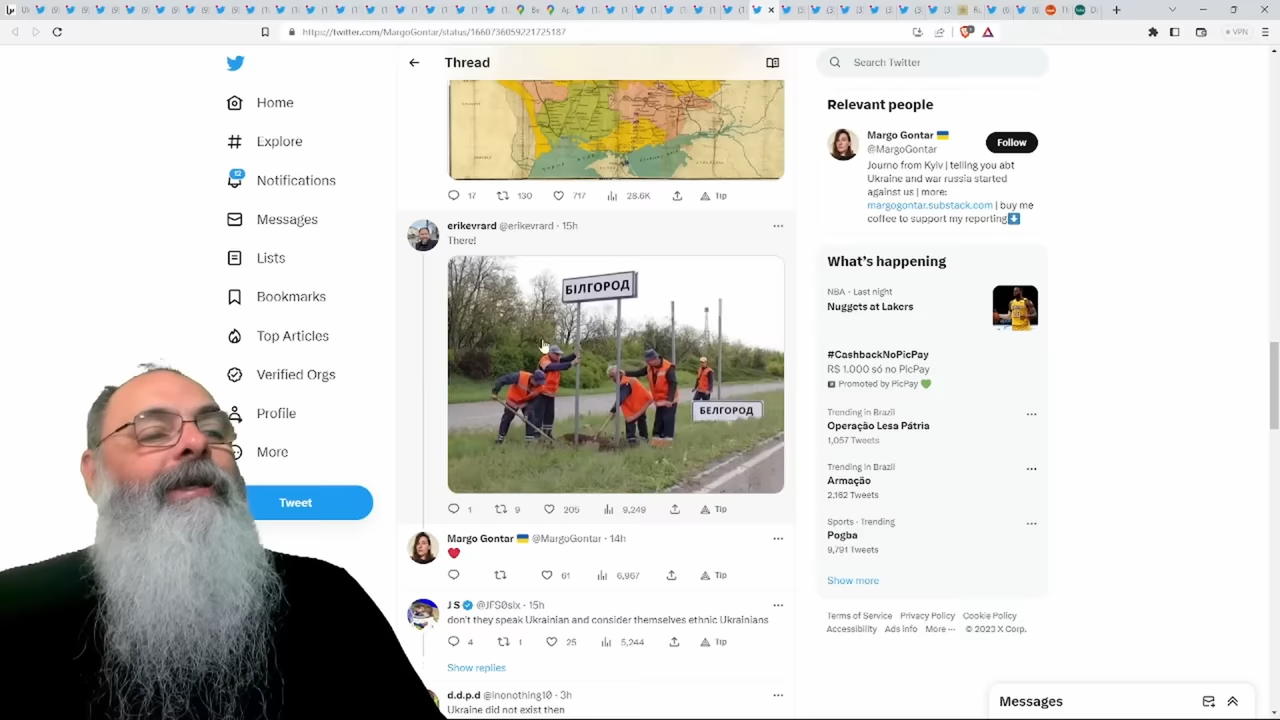 https://twitter.com/MargoGontar/status/1660736059221725187
VPN
Home
Explore
12
Notifications
Messages
Lists
Bookmarks
Top Articles
Verified Orgs
Profile
More
Tweet
Thread
17 130 717 28.6K Tip
erikevrard @erikevrard · 15h
There!
БІЛГОРОД
БЕЛГОРОД
1 9 205 9,249 Tip
Margo Gontar @MargoGontar · 14h
61 6,967 Tip
J S @JFS0six · 15h
don't they speak Ukrainian and consider themselves ethnic Ukrainians
4 1 25 5,244 Tip
Show replies
d.d.p.d @inonothing10 · 3h
Ukraine did not exist then
Search Twitter
Relevant people
Margo Gontar
@MargoGontar
Follow
Journo from Kyiv | telling you abt
Ukraine and war russia started
against us | more:
margogontar.substack.com | buy me
coffee to support my reporting
What's happening
NBA · Last night
Nuggets at Lakers
#CashbackNoPicPay
R$ 1.000 só no PicPay
Promoted by PicPay
Trending in Brazil
Operação Lesa Pátria
1,057 Tweets
Trending in Brazil
Armação
2,162 Tweets
Sports · Trending
Pogba
9,791 Tweets
Show more
Terms of Service Privacy Policy Cookie Policy
Accessibility Ads info More ··· © 2023 X Corp.
Messages